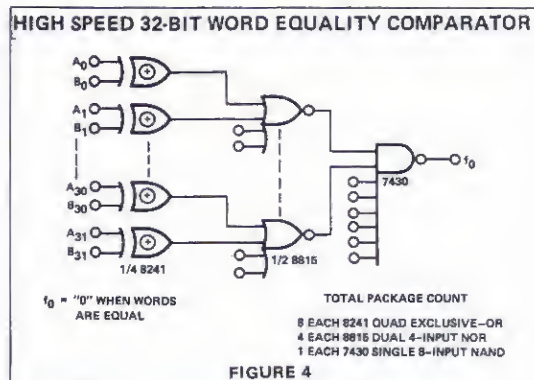 HIGH SPEED 32-BIT WORD EQUALITY COMPARATOR
A0
B0
A1
B1
A30
B30
A31
B31
1/4 8241
1/2 8815
7430
f0
f0 = "0" WHEN WORDS
ARE EQUAL
TOTAL PACKAGE COUNT
8 EACH 8241 QUAD EXCLUSIVE-OR
4 EACH 8815 DUAL 4-INPUT NOR
1 EACH 7430 SINGLE 8-INPUT NAND
FIGURE 4